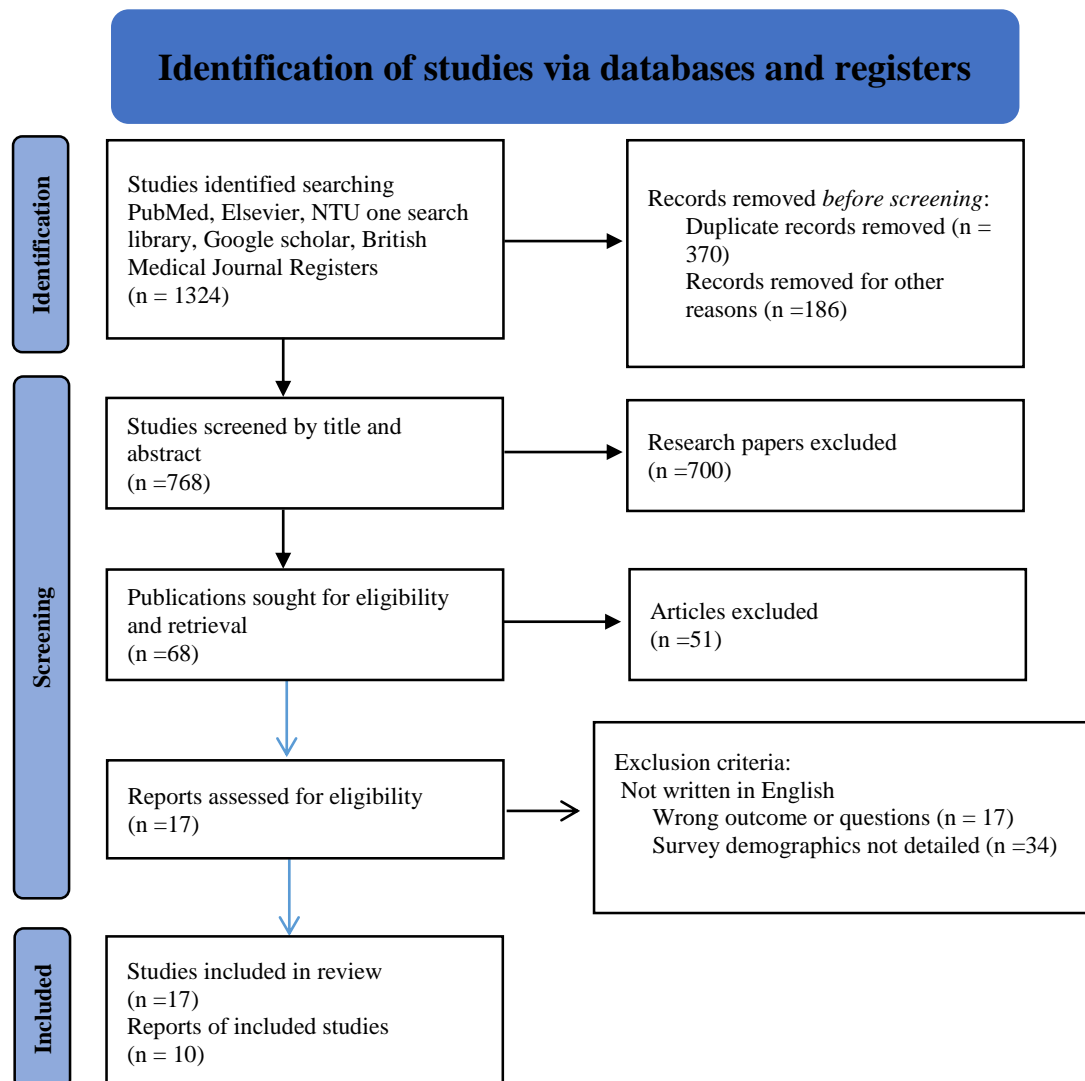 Identification of studies via databases and registers
Identification
Studies identified searching
PubMed, Elsevier, NTU one search
library, Google scholar, British
Medical Journal Registers
(n = 1324)
Records removed before screening:
Duplicate records removed (n =
370)
Records removed for other
reasons (n =186)
Screening
Studies screened by title and
abstract
(n =768)
Research papers excluded
(n =700)
Publications sought for eligibility
and retrieval
(n =68)
Articles excluded
(n =51)
Reports assessed for eligibility
(n =17)
Exclusion criteria:
Not written in English
Wrong outcome or questions (n = 17)
Survey demographics not detailed (n =34)
Included
Studies included in review
(n =17)
Reports of included studies
(n = 10)